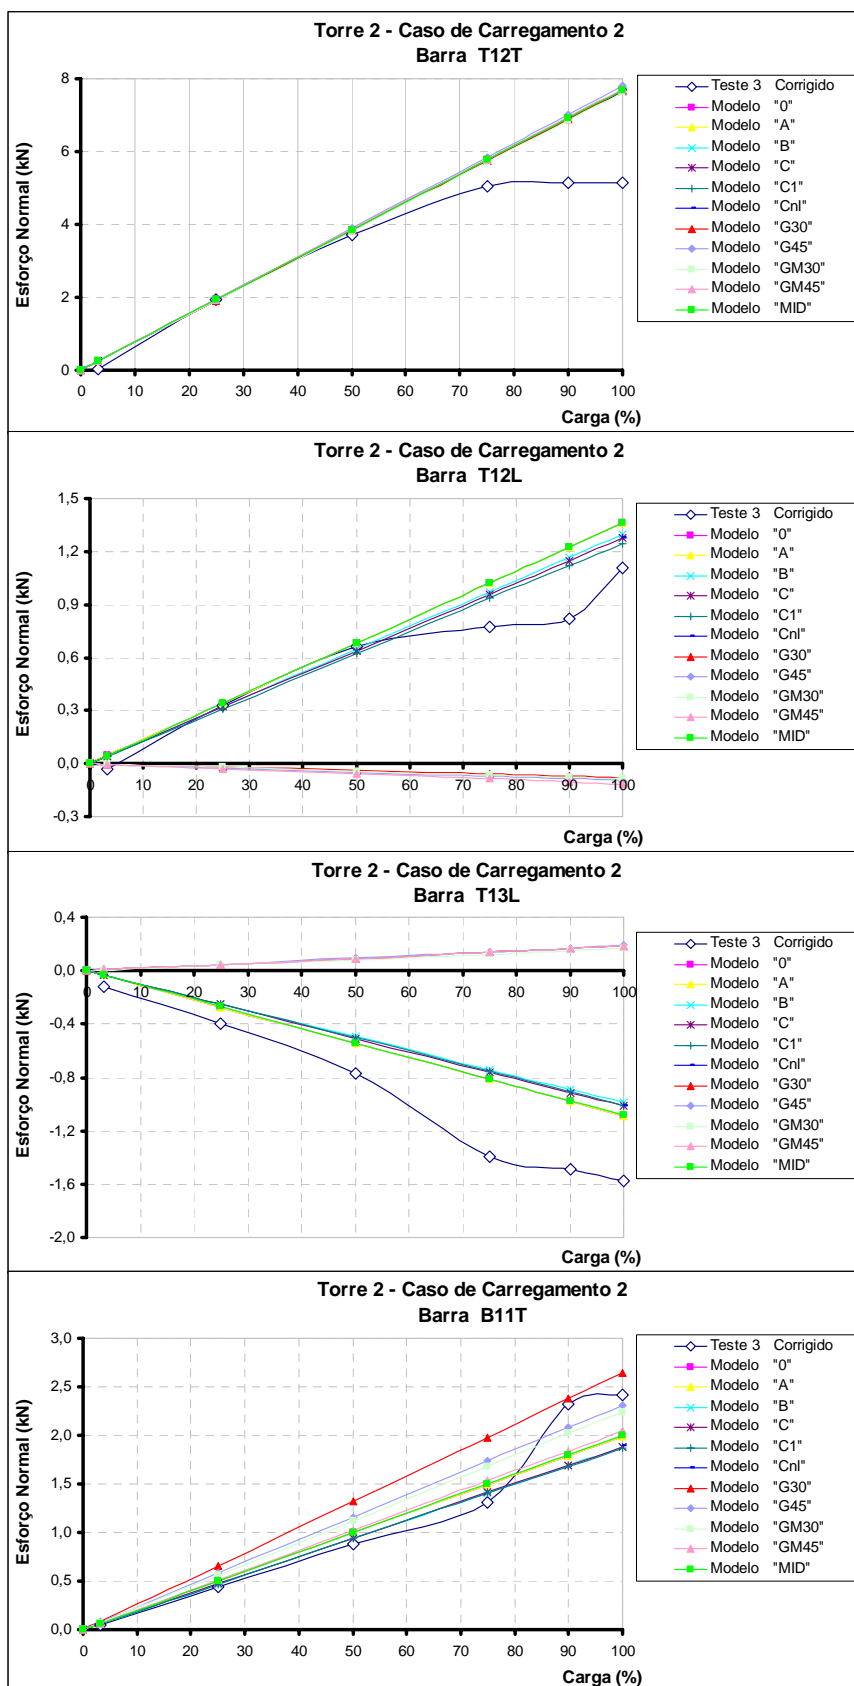 Torre 2 - Caso de Carregamento 2
Barra T12T
Esforço Normal (kN)
8
6
4
2
0
0 10 20 30 40 50 60 70 80 90 100
Carga (%)
Teste 3 Corrigido
Modelo "0"
Modelo "A"
Modelo "B"
Modelo "C"
Modelo "C1"
Modelo "Cnl"
Modelo "G30"
Modelo "G45"
Modelo "GM30"
Modelo "GM45"
Modelo "MID"
Torre 2 - Caso de Carregamento 2
Barra T12L
Esforço Normal (kN)
1,5
1,2
0,9
0,6
0,3
0,0
-0,3
0 10 20 30 40 50 60 70 80 90 100
Carga (%)
Teste 3 Corrigido
Modelo "0"
Modelo "A"
Modelo "B"
Modelo "C"
Modelo "C1"
Modelo "Cnl"
Modelo "G30"
Modelo "G45"
Modelo "GM30"
Modelo "GM45"
Modelo "MID"
Torre 2 - Caso de Carregamento 2
Barra T13L
Esforço Normal (kN)
0,4
0,0
-0,4
-0,8
-1,2
-1,6
-2,0
0 10 20 30 40 50 60 70 80 90 100
Carga (%)
Teste 3 Corrigido
Modelo "0"
Modelo "A"
Modelo "B"
Modelo "C"
Modelo "C1"
Modelo "Cnl"
Modelo "G30"
Modelo "G45"
Modelo "GM30"
Modelo "GM45"
Modelo "MID"
Torre 2 - Caso de Carregamento 2
Barra B11T
Esforço Normal (kN)
3,0
2,5
2,0
1,5
1,0
0,5
0,0
0 10 20 30 40 50 60 70 80 90 100
Carga (%)
Teste 3 Corrigido
Modelo "0"
Modelo "A"
Modelo "B"
Modelo "C"
Modelo "C1"
Modelo "Cnl"
Modelo "G30"
Modelo "G45"
Modelo "GM30"
Modelo "GM45"
Modelo "MID"